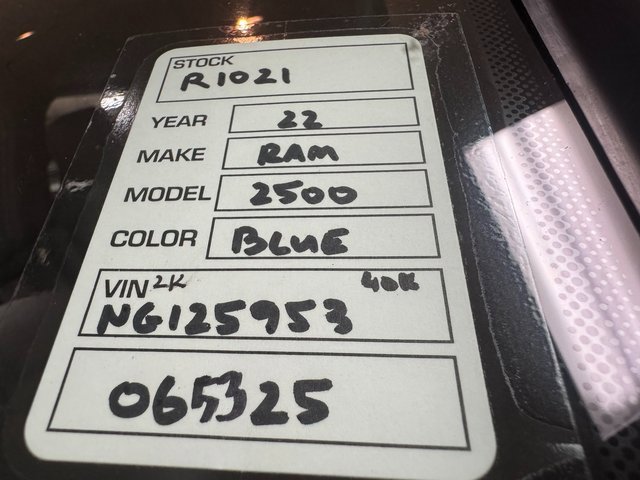 STOCK
R1021
YEAR 22
MAKE RAM
MODEL 2500
COLOR BLUE
VIN 2K 40K
NG125953
065325